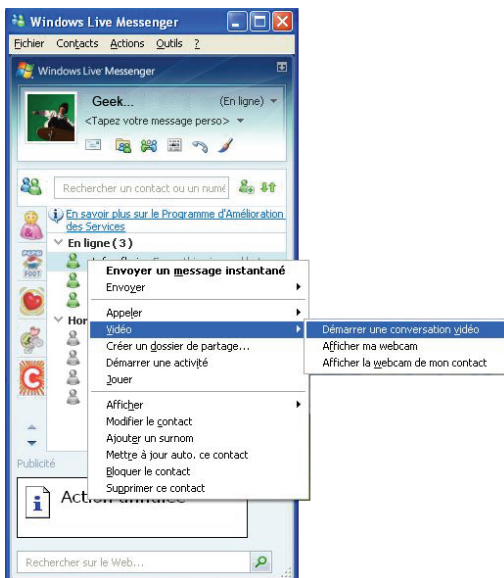 Windows Live Messenger
Fichier Contacts Actions Outils ?
Windows Live Messenger
Geek... (En ligne)
<Tapez votre message perso>
Rechercher un contact ou un numé
En savoir plus sur le Programme d'Amélioration
des Services
En ligne (3)
Envoyer un message instantané
Envoyer
Hor
Appeler
Vidéo
Démarrer une conversation vidéo
Créer un dossier de partage...
Afficher ma webcam
Démarrer une activité
Afficher la webcam de mon contact
Jouer
Afficher
Modifier le contact
Ajouter un surnom
Mettre à jour auto. ce contact
Bloquer le contact
Supprimer ce contact
Publicité
Action annulée
Rechercher sur le Web...